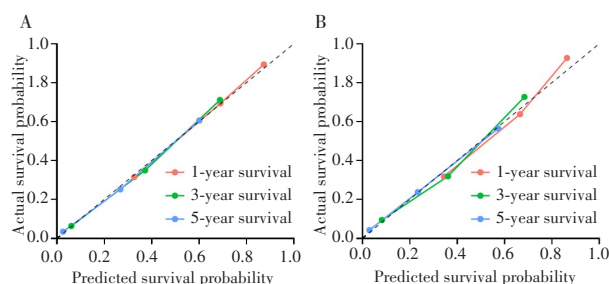 A
1.0
1.8
0.6
0.4
0.2
0.0
0.0 0.2 0.4 0.6 0.8 1.0
Actual survival probability
Predicted survival probability
1-year survival
3-year survival
5-year survival
B
1.0
1.8
0.6
0.4
0.2
0.0
0.0 0.2 0.4 0.6 0.8 1.0
Actual survival probability
Predicted survival probability
1-year survival
3-year survival
5-year survival